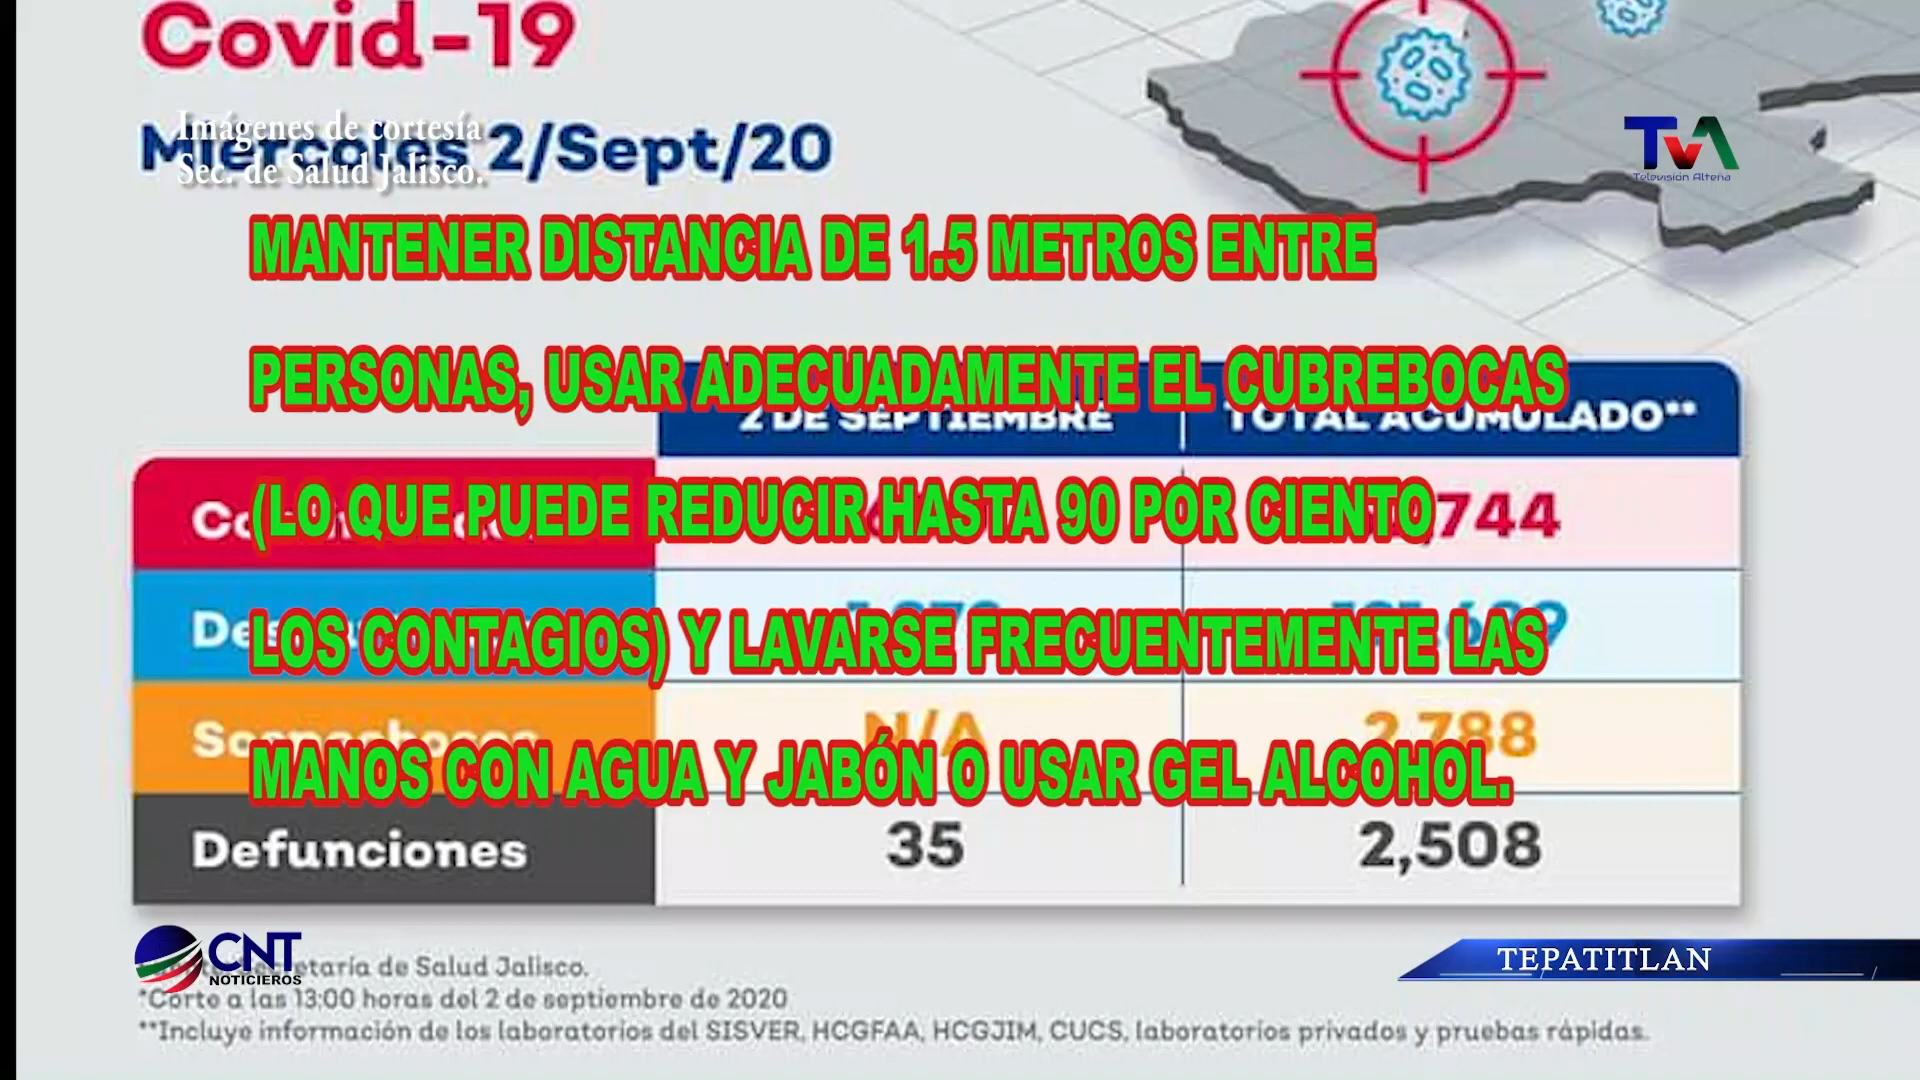 Covid-19
Miércoles 2/Sept/20
Imágenes de cortesía
Sec. de Salud Jalisco.
TVA
Televisión Alteña
MANTENER DISTANCIA DE 1.5 METROS ENTRE
PERSONAS, USAR ADECUADAMENTE EL CUBREBOCAS
(LO QUE PUEDE REDUCIR HASTA 90 POR CIENTO
LOS CONTAGIOS) Y LAVARSE FRECUENTEMENTE LAS
MANOS CON AGUA Y JABÓN O USAR GEL ALCOHOL.
2 DE SEPTIEMBRE TOTAL ACUMULADO**
Sospechosos N/A 2,788
Defunciones 35 2,508
CNT
NOTICIEROS
TEPATITLAN
Secretaría de Salud Jalisco.
*Corte a las 13:00 horas del 2 de septiembre de 2020
**Incluye información de los laboratorios del SISVER, HCGFAA, HCGJIM, CUCS, laboratorios privados y pruebas rápidas.